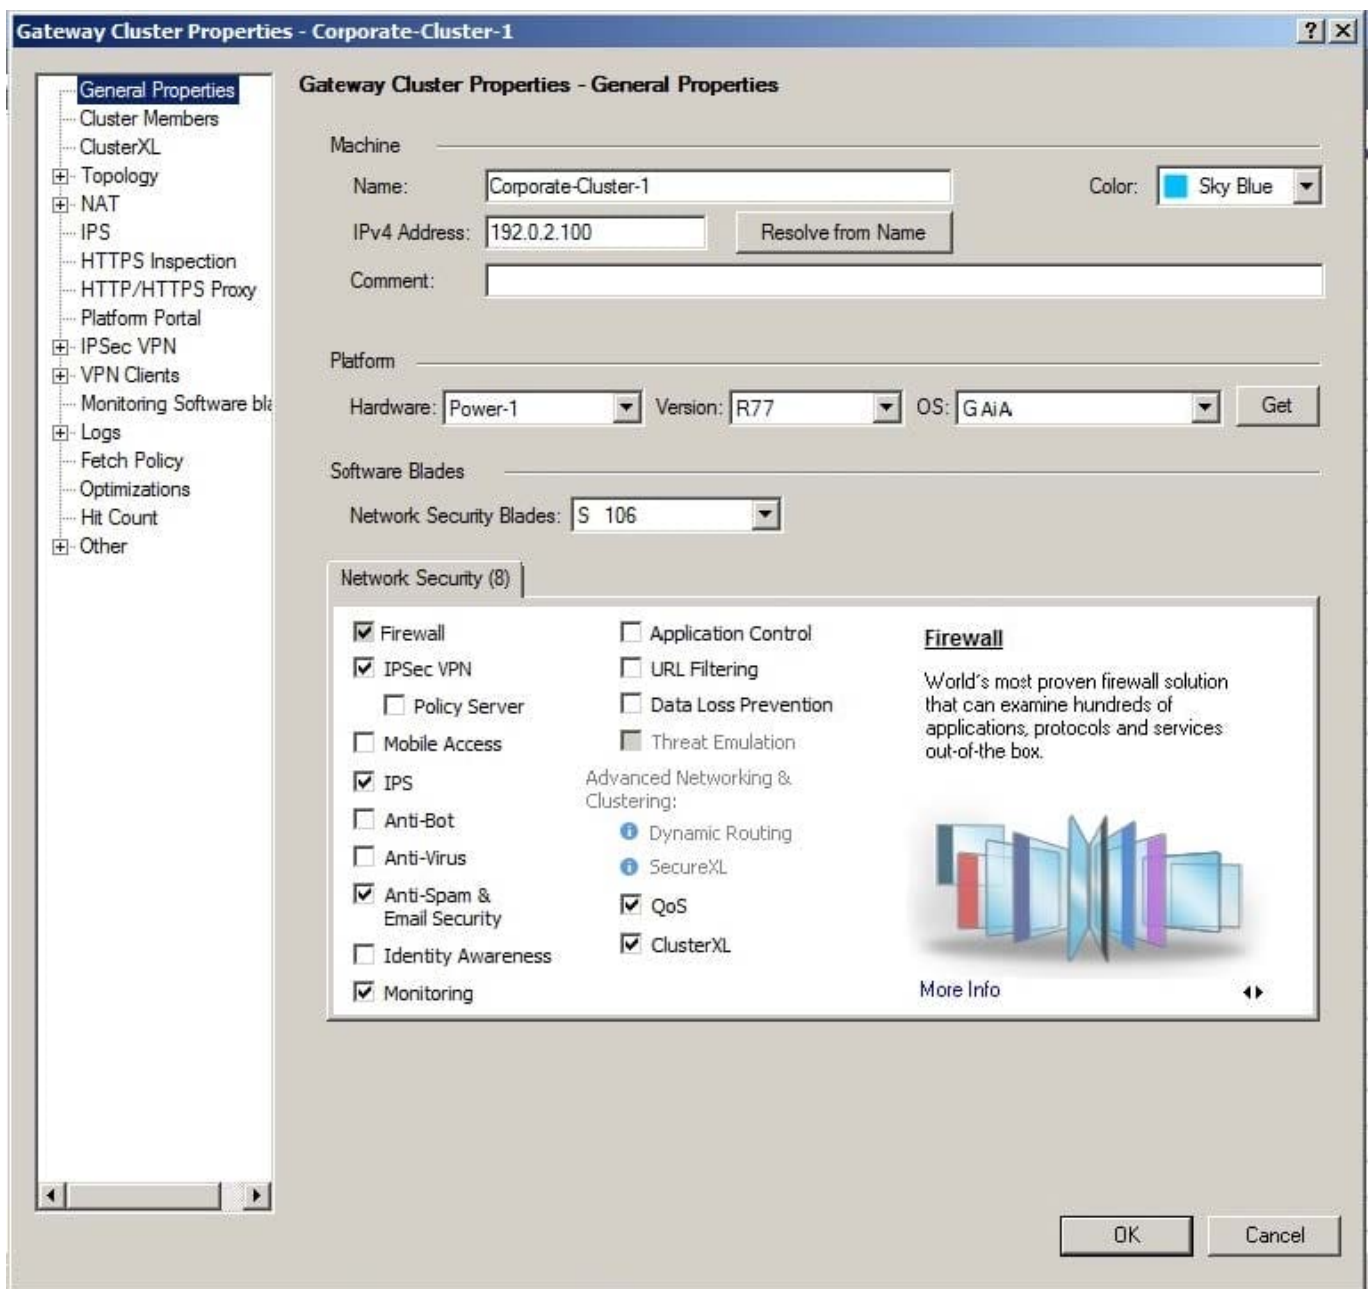 Gateway Cluster Properties - Corporate-Cluster-1
General Properties
Cluster Members
ClusterXL
Topology
NAT
IPS
HTTPS Inspection
HTTP/HTTPS Proxy
Platform Portal
IPSec VPN
VPN Clients
Monitoring Software bla
Logs
Fetch Policy
Optimizations
Hit Count
Other
Gateway Cluster Properties - General Properties
Machine
Name: Corporate-Cluster-1 Color: Sky Blue
IPv4 Address: 192.0.2.100 Resolve from Name
Comment:
Platform
Hardware: Power-1 Version: R77 OS: GAiA Get
Software Blades
Network Security Blades: S 106
Network Security (8)
Firewall
IPSec VPN
Policy Server
Mobile Access
IPS
Anti-Bot
Anti-Virus
Anti-Spam &
Email Security
Identity Awareness
Monitoring
Application Control
URL Filtering
Data Loss Prevention
Threat Emulation
Advanced Networking &
Clustering:
Dynamic Routing
SecureXL
QoS
ClusterXL
Firewall
World's most proven firewall solution
that can examine hundreds of
applications, protocols and services
out-of-the box.
More Info
OK Cancel